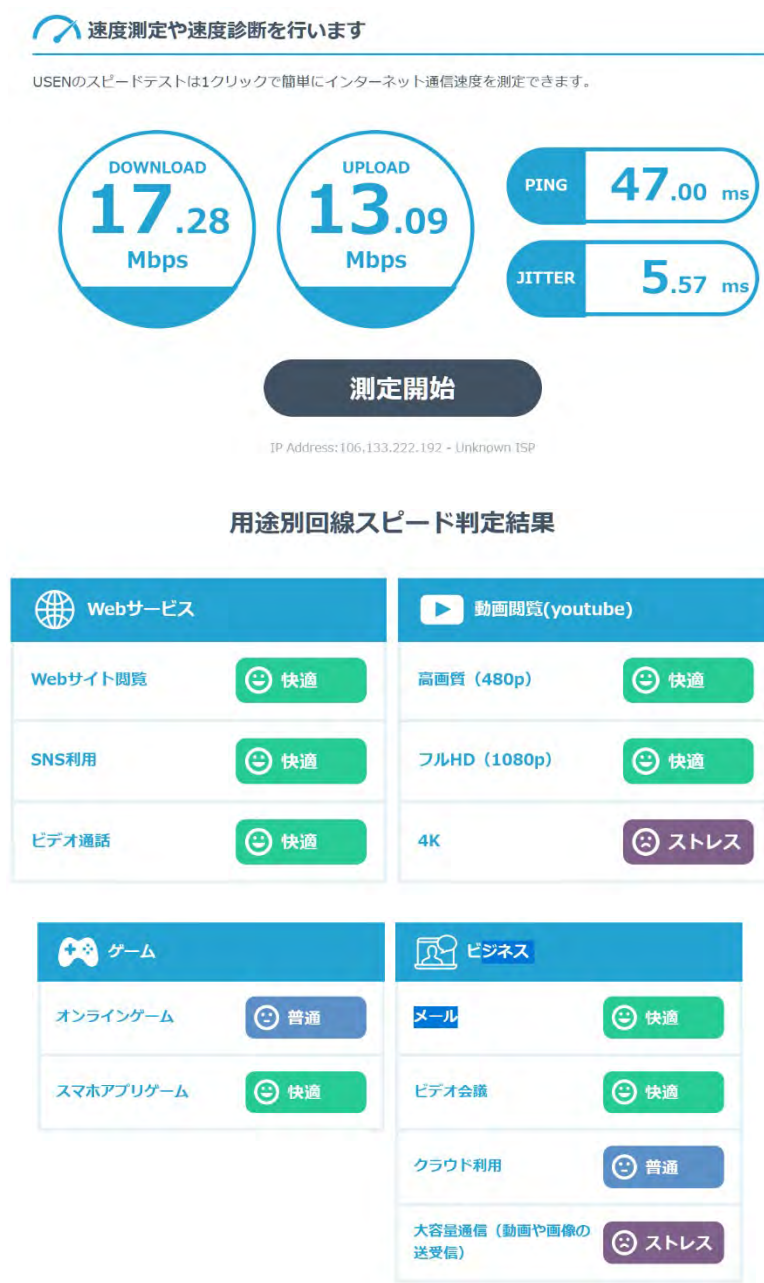 速度測定や速度診断を行います
USENのスピードテストは1クリックで簡単にインターネット通信速度を測定できます。
DOWNLOAD
17.28
Mbps
UPLOAD
13.09
Mbps
PING 47.00 ms
JITTER 5.57 ms
測定開始
IP Address:106.133.222.192 - Unknown ISP
用途別回線スピード判定結果
Webサービス
Webサイト閲覧 快適
SNS利用 快適
ビデオ通話 快適
動画閲覧(youtube)
高画質（480p） 快適
フルHD（1080p） 快適
4K ストレス
ゲーム
オンラインゲーム 普通
スマホアプリゲーム 快適
ビジネス
メール 快適
ビデオ会議 快適
クラウド利用 普通
大容量通信（動画や画像の
送受信） ストレス